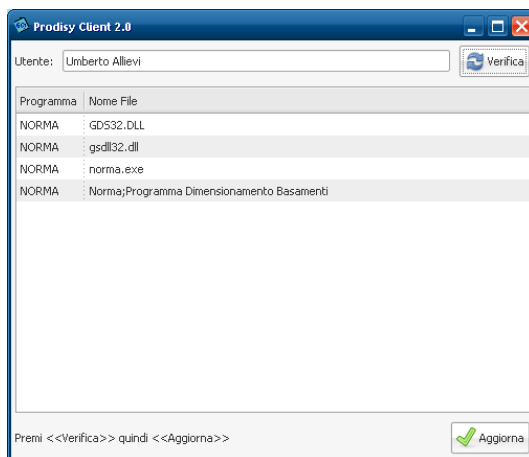 Prodisy Client 2.0
Utente: Umberto Allievi Verifica
Programma Nome File
NORMA GDS32.DLL
NORMA gsdll32.dll
NORMA norma.exe
NORMA Norma;Programma Dimensionamento Basamenti
Premi <<Verifica>> quindi <<Aggiorna>> Aggiorna